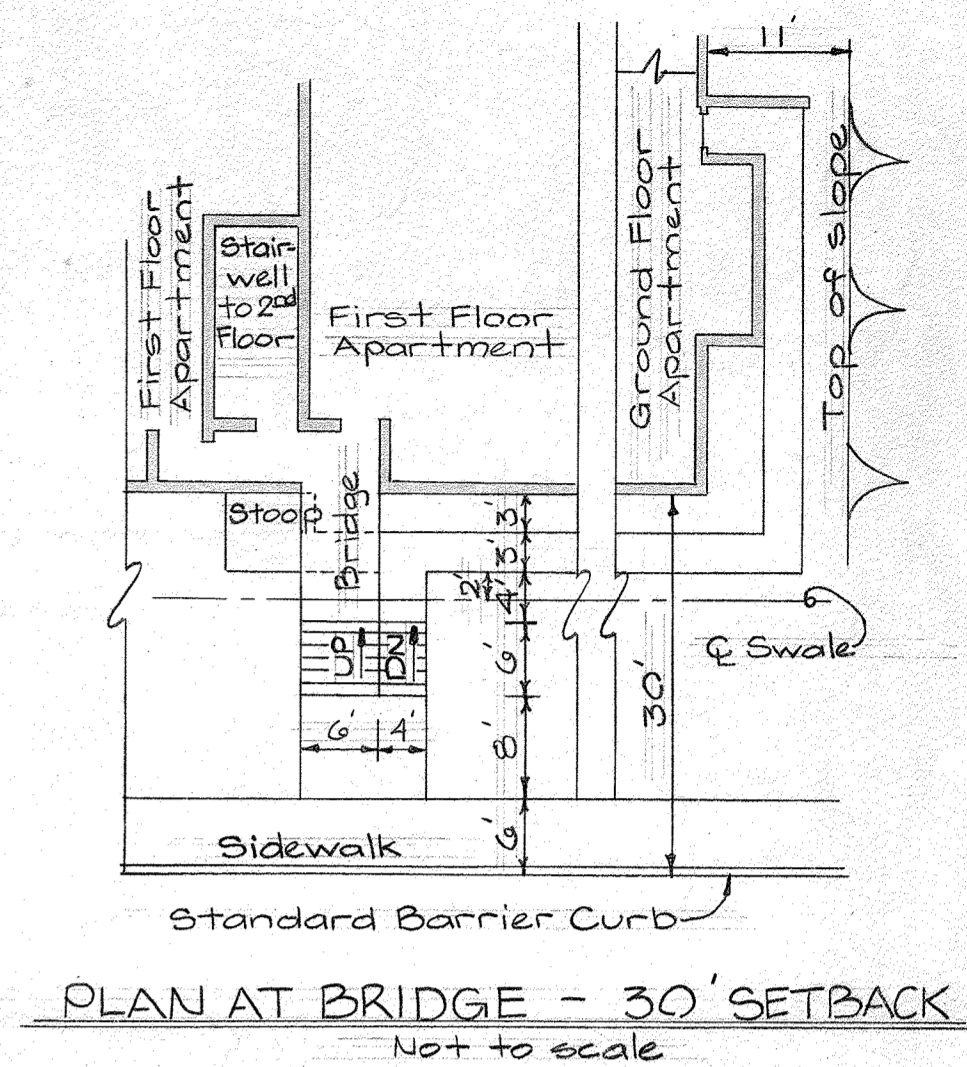 11'
First Floor
Apartment
Stair-
well
to 2nd
Floor
First Floor
Apartment
Ground Floor
Apartment
Top of slope
Stoop
Bridge
3'
3'
2'
4'
6'
8'
6'
30'
℄ Swale
UP
DN
6'
4'
Sidewalk
Standard Barrier Curb
PLAN AT BRIDGE - 30' SETBACK
Not to scale